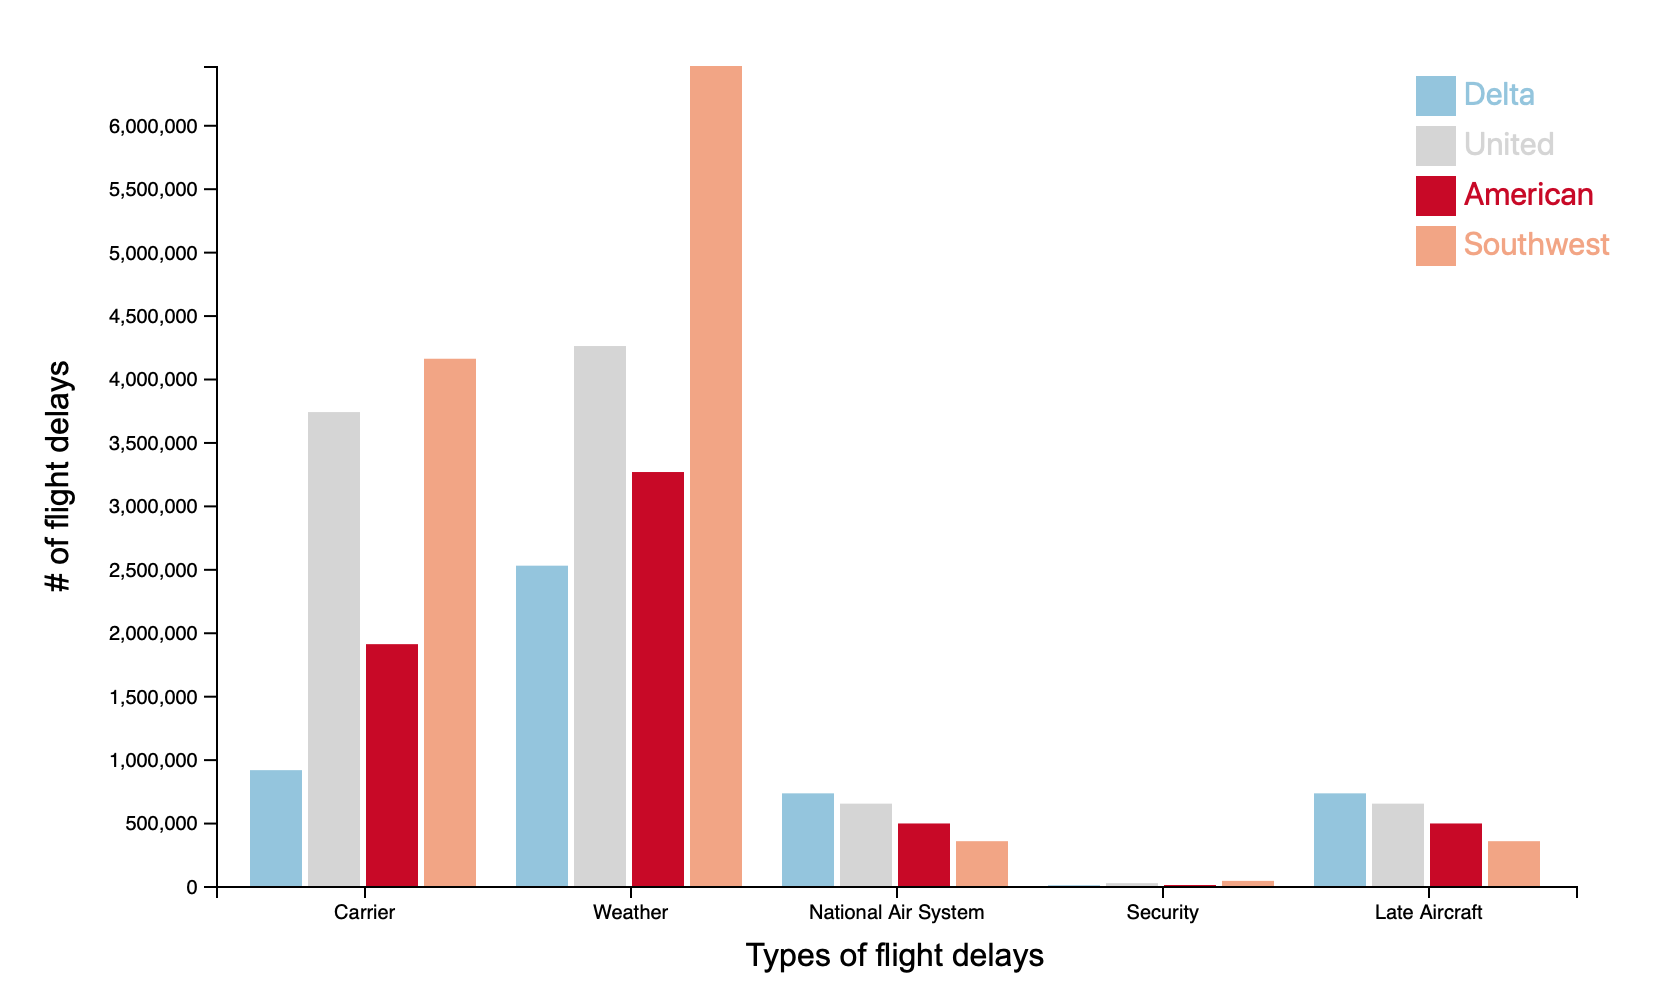 Delta
United
American
Southwest
6,000,000
5,500,000
5,000,000
4,500,000
4,000,000
3,500,000
3,000,000
2,500,000
2,000,000
1,500,000
1,000,000
500,000
0
# of flight delays
Carrier
Weather
National Air System
Security
Late Aircraft
Types of flight delays